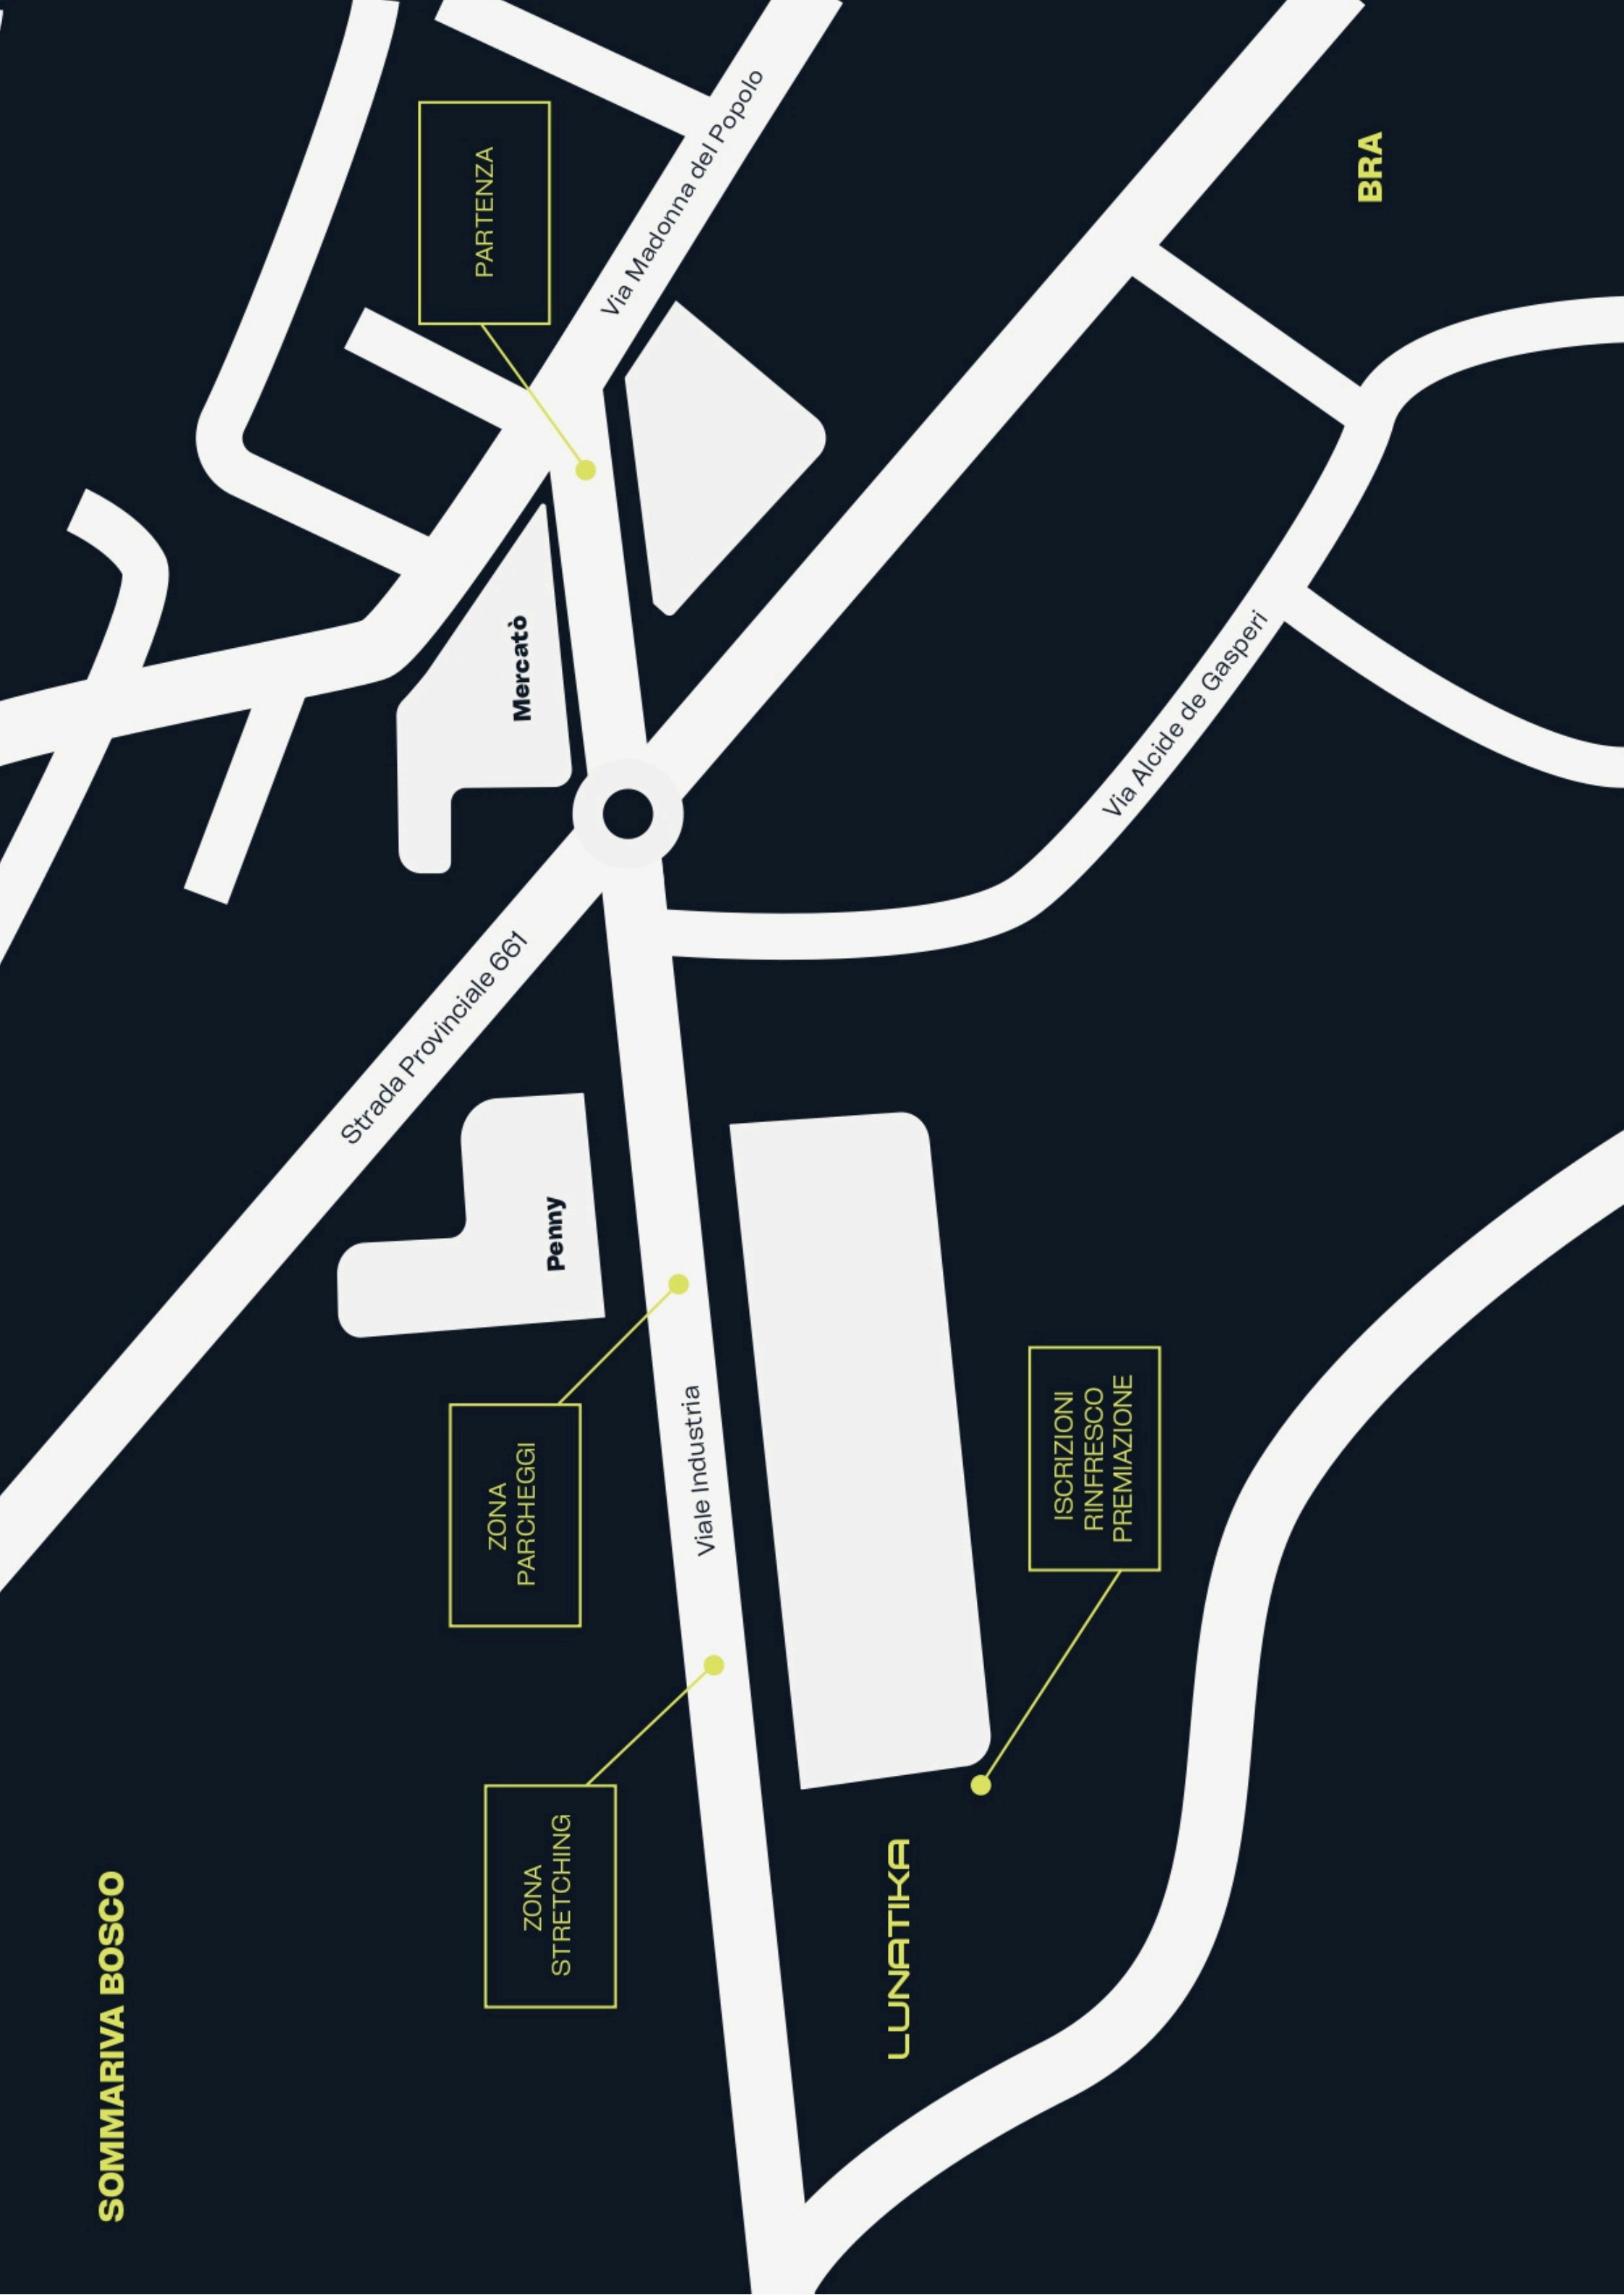 SOMMARIVA BOSCO
PARTENZA
Via Madonna del Popolo
Mercatò
Strada Provinciale 661
Penny
ZONA
PARCHEGGI
ZONA
STRETCHING
Viale Industria
LUNATIKA
ISCRIZIONI
RINFRESCO
PREMIAZIONE
Via Alcide de Gasperi
BRA